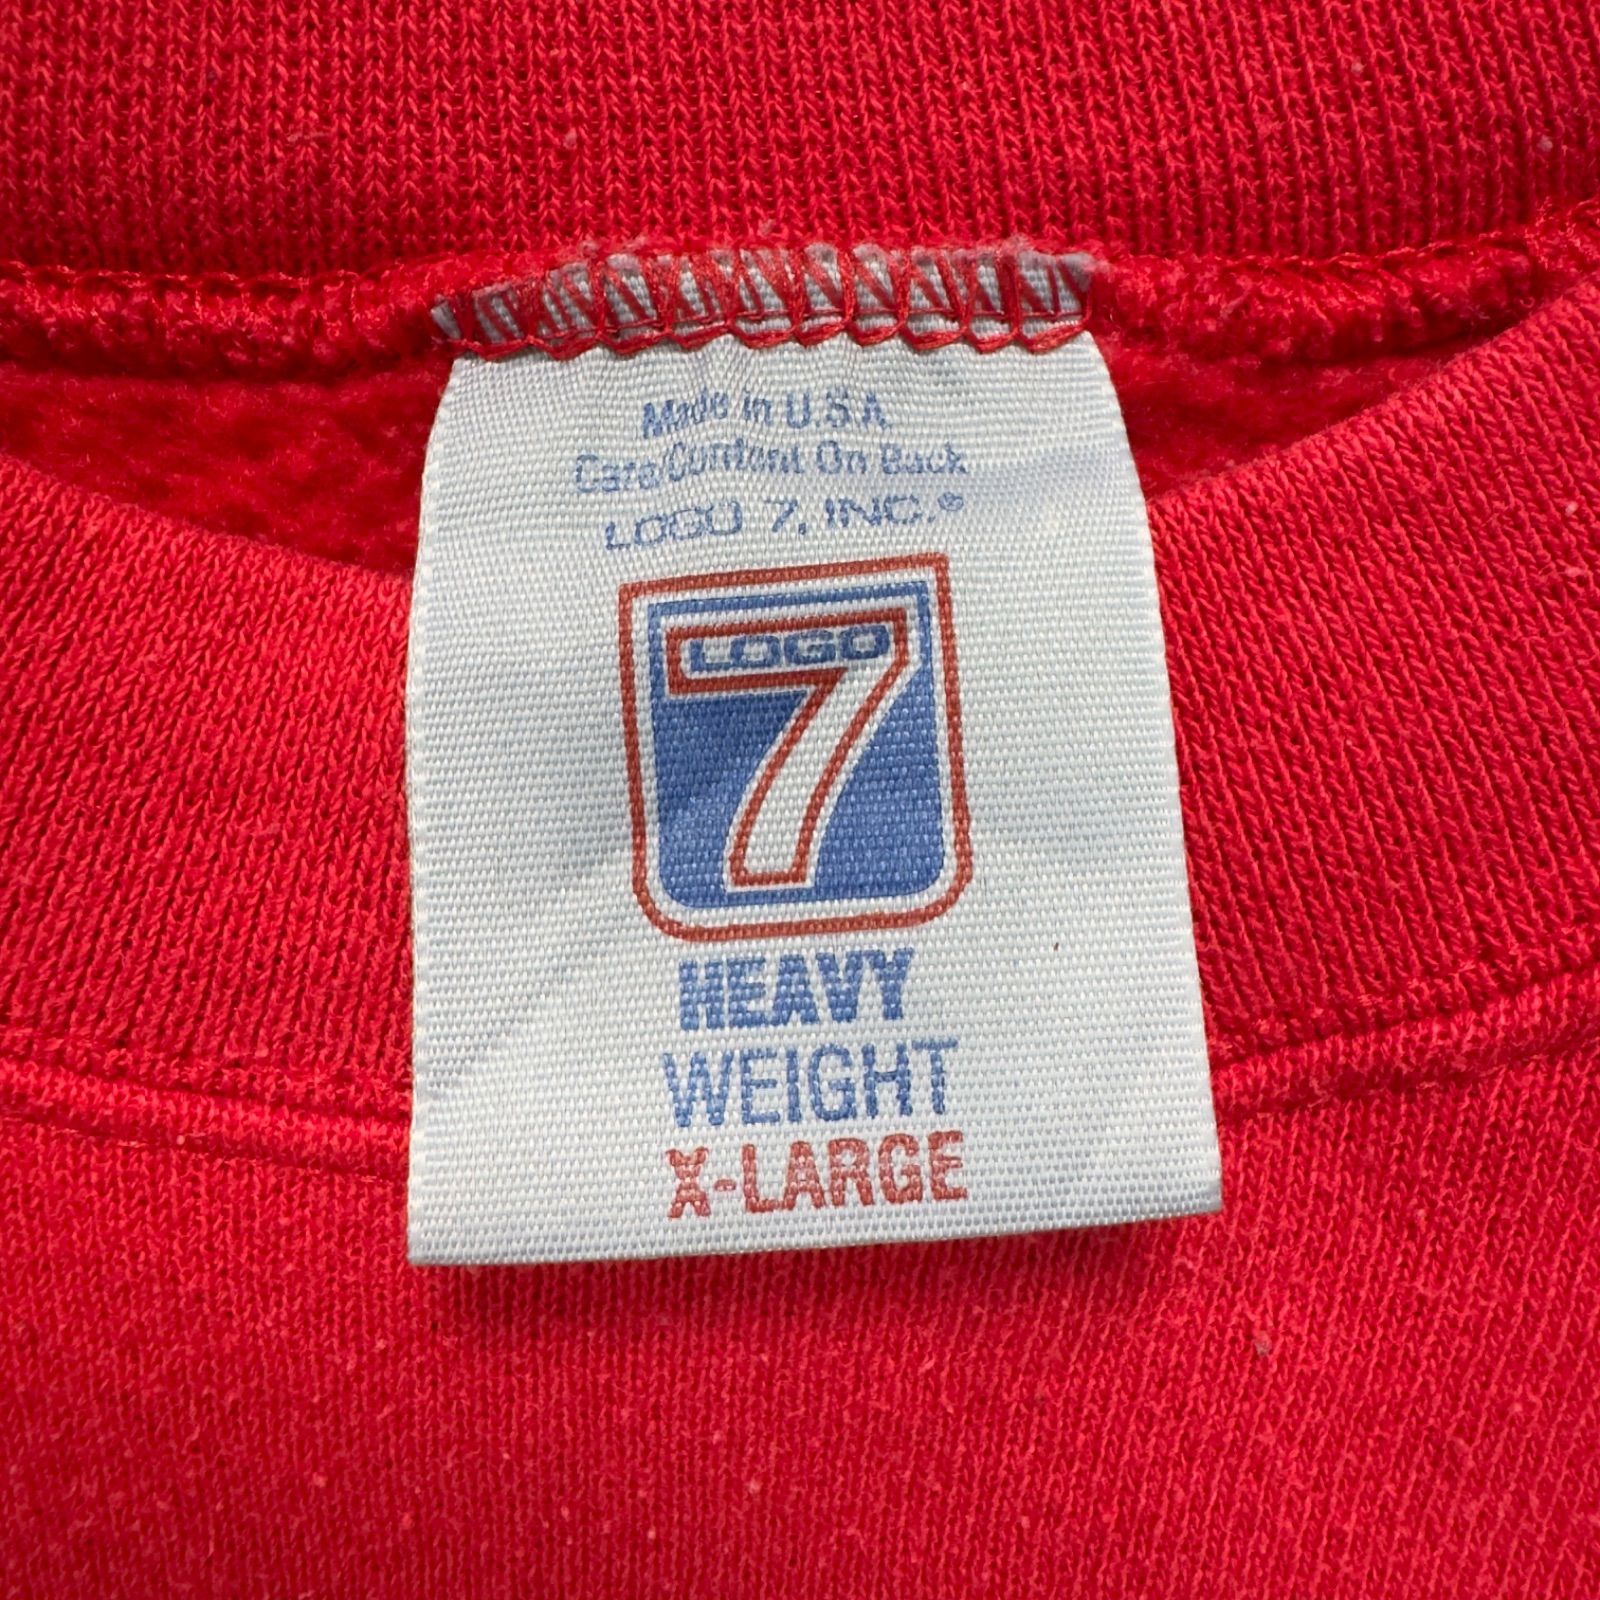 Made in U.S.A
Care/Content On Back
LOGO 7, INC.®
LOGO
7
HEAVY
WEIGHT
X-LARGE